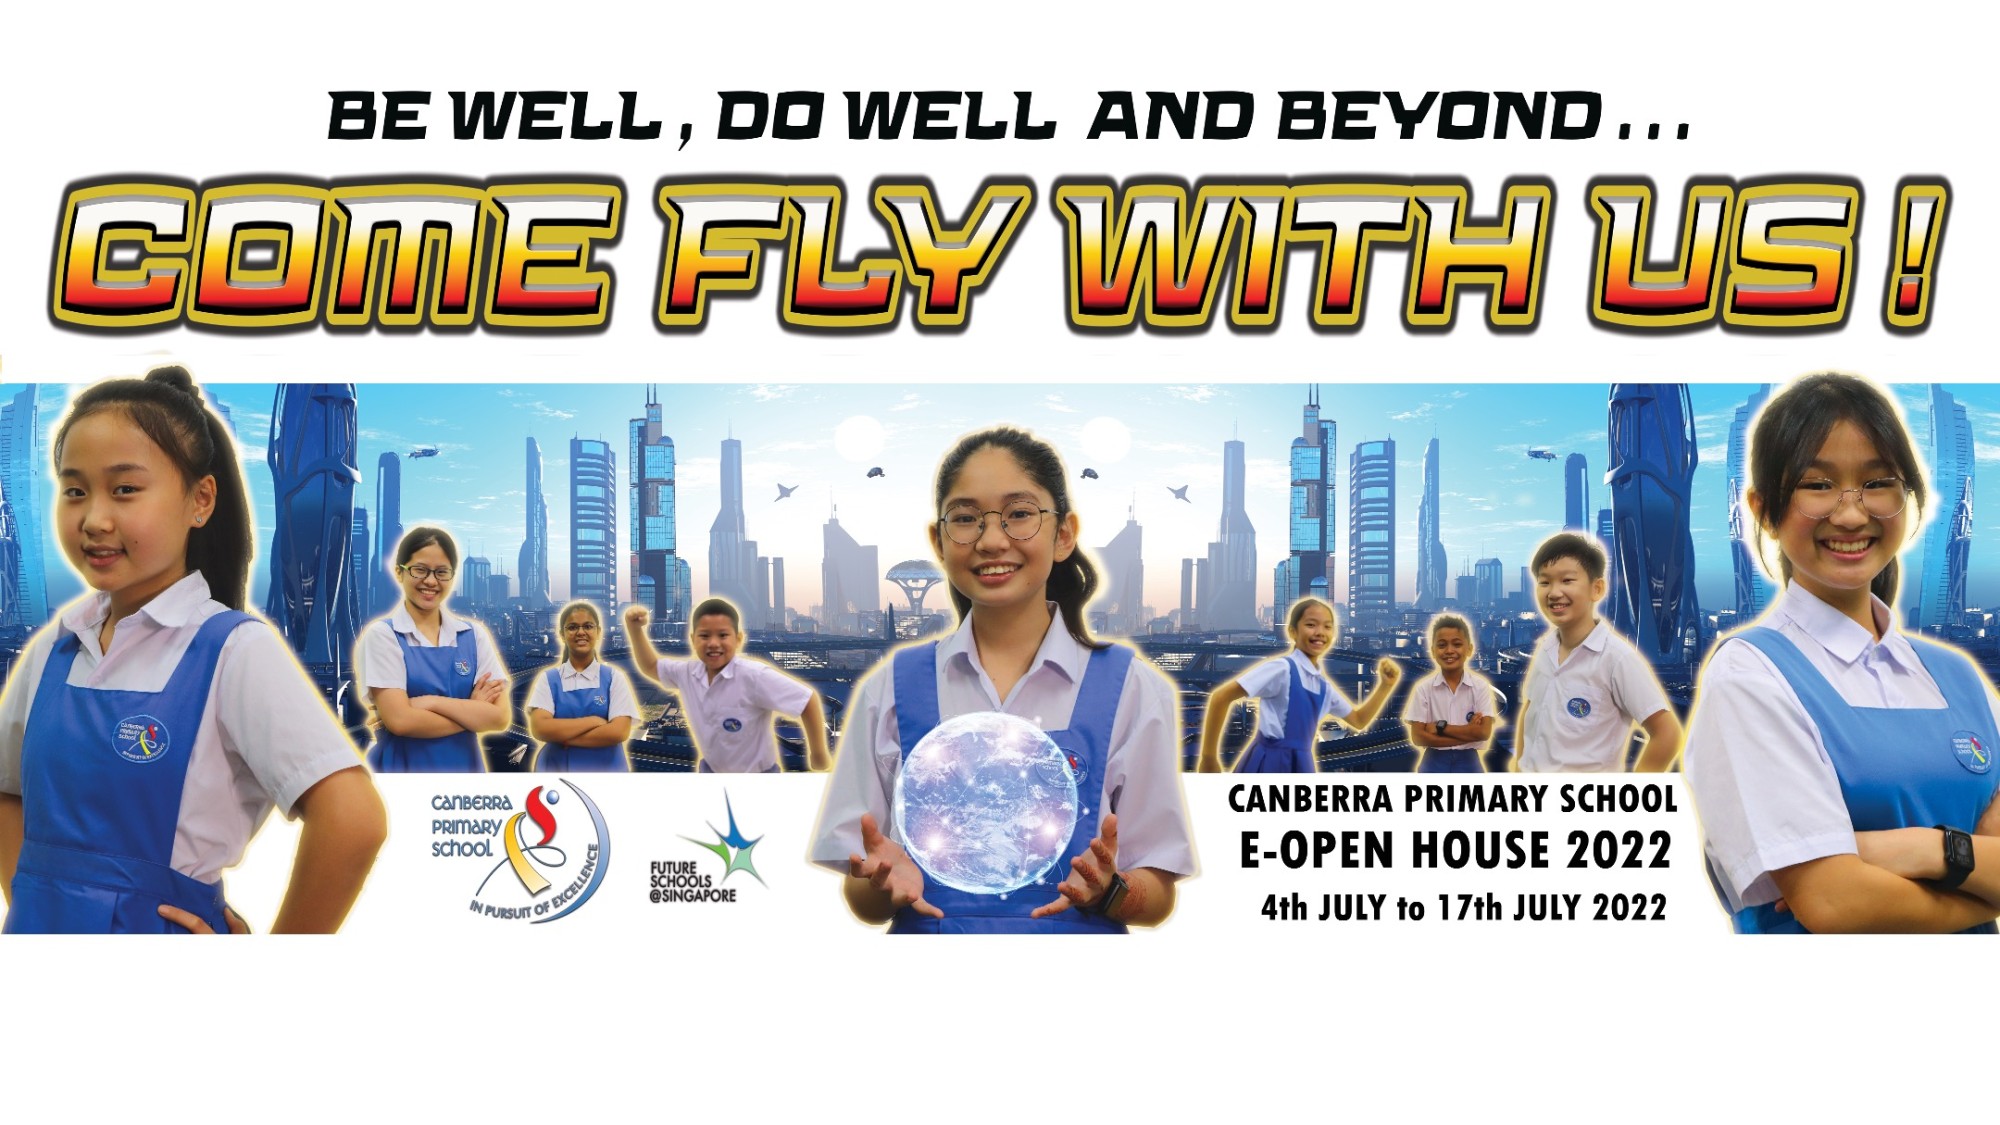 BE WELL, DO WELL AND BEYOND...
COME FLY WITH US!
CANBERRA
PRIMARY
SCHOOL
IN PURSUIT OF EXCELLENCE
FUTURE
SCHOOLS
@SINGAPORE
CANBERRA PRIMARY SCHOOL
E-OPEN HOUSE 2022
4th JULY to 17th JULY 2022